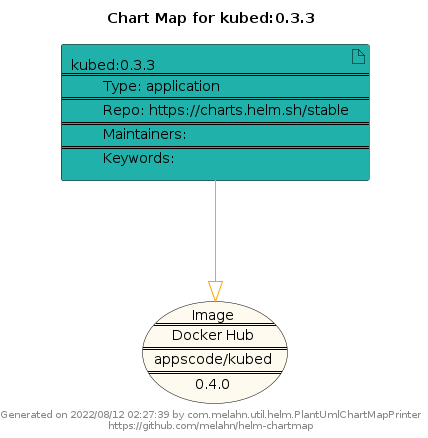 Chart Map for kubed:0.3.3
kubed:0.3.3
Type: application
Repo: https://charts.helm.sh/stable
Maintainers:
Keywords:
Image
Docker Hub
appscode/kubed
0.4.0
Generated on 2022/08/12 02:27:39 by com.melahn.util.helm.PlantUmlChartMapPrinter
https://github.com/melahn/helm-chartmap